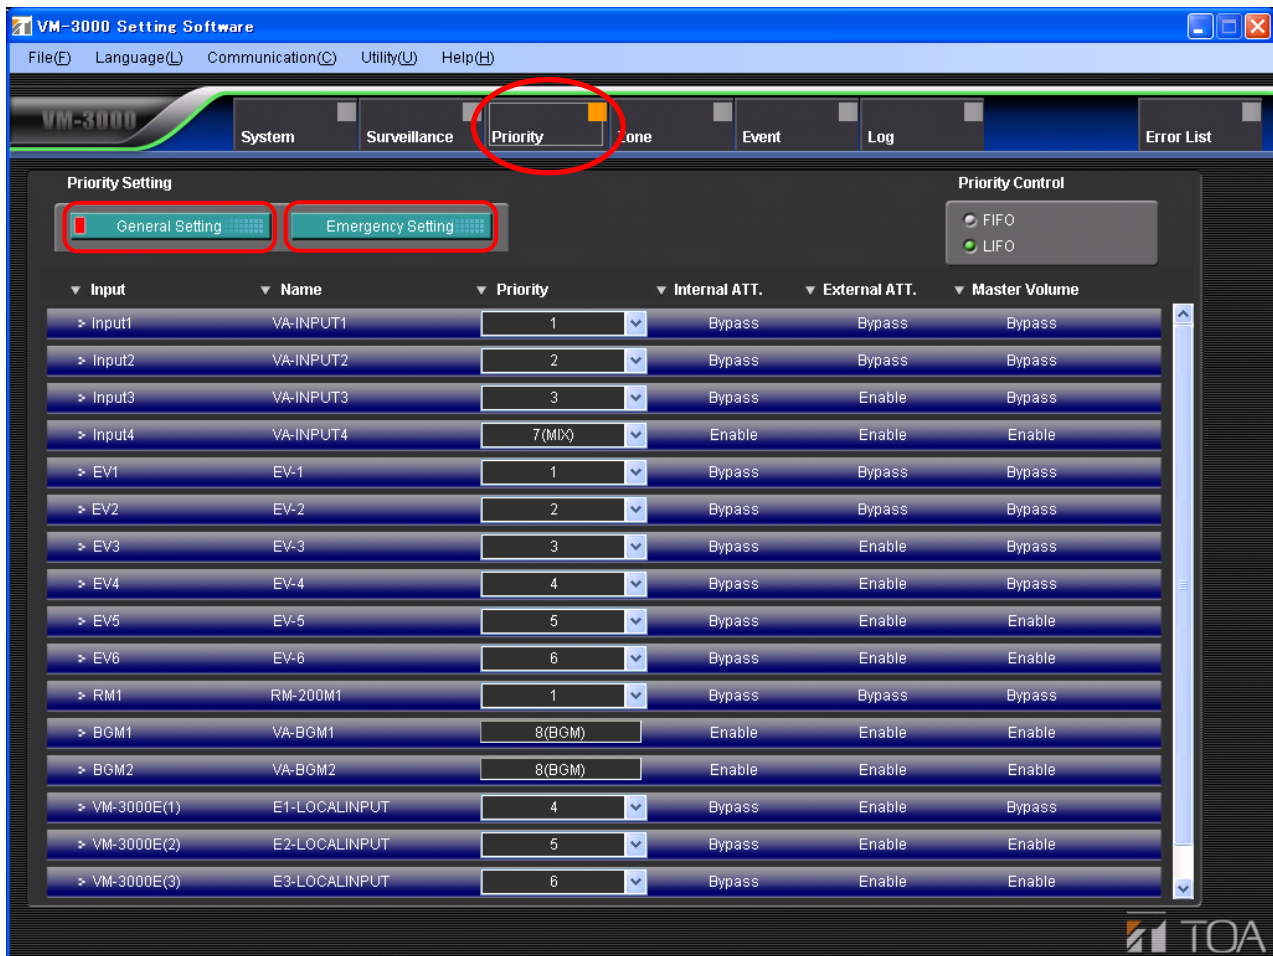 VM-3000 Setting Software
File(F) Language(L) Communication(C) Utility(U) Help(H)
VM-3000
System Surveillance Priority Zone Event Log Error List
Priority Setting Priority Control
General Setting Emergency Setting FIFO
LIFO
Input Name Priority Internal ATT. External ATT. Master Volume
Input1 VA-INPUT1 1 Bypass Bypass Bypass
Input2 VA-INPUT2 2 Bypass Bypass Bypass
Input3 VA-INPUT3 3 Bypass Enable Bypass
Input4 VA-INPUT4 7(MIX) Enable Enable Enable
EV1 EV-1 1 Bypass Bypass Bypass
EV2 EV-2 2 Bypass Bypass Bypass
EV3 EV-3 3 Bypass Enable Bypass
EV4 EV-4 4 Bypass Enable Bypass
EV5 EV-5 5 Bypass Enable Enable
EV6 EV-6 6 Bypass Enable Enable
RM1 RM-200M1 1 Bypass Bypass Bypass
BGM1 VA-BGM1 8(BGM) Enable Enable Enable
BGM2 VA-BGM2 8(BGM) Enable Enable Enable
VM-3000E(1) E1-LOCALINPUT 4 Bypass Enable Bypass
VM-3000E(2) E2-LOCALINPUT 5 Bypass Enable Enable
VM-3000E(3) E3-LOCALINPUT 6 Bypass Enable Enable
TOA